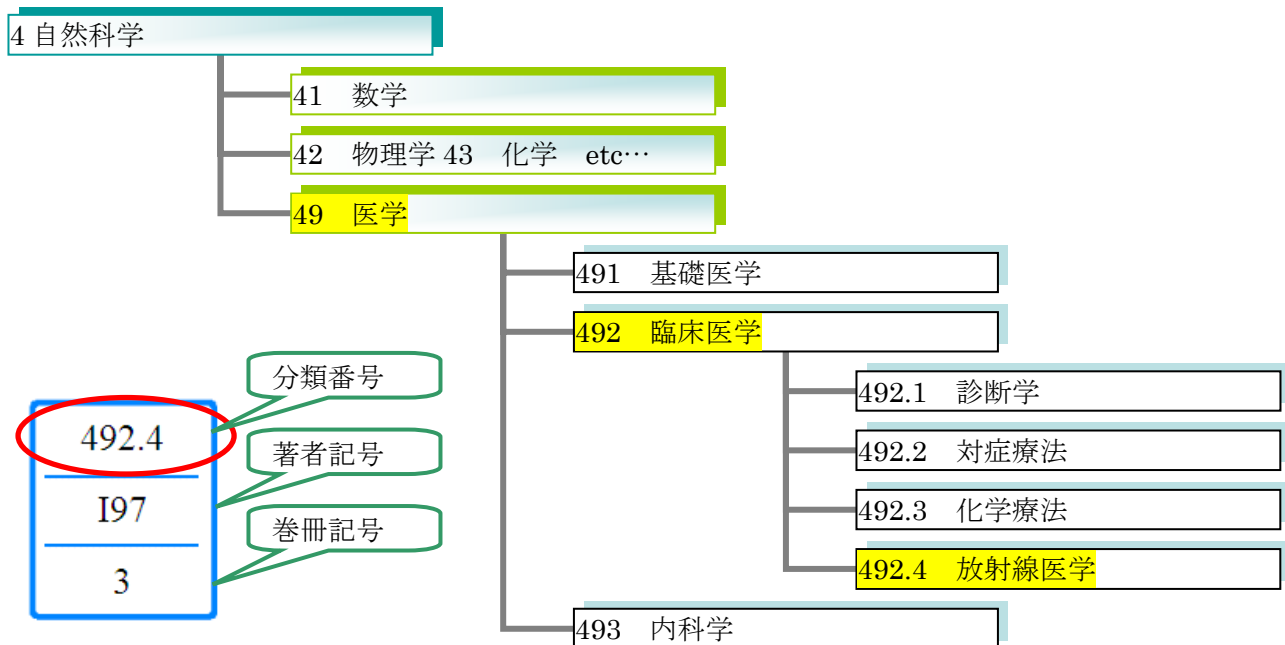 4 自然科学
41 数学
42 物理学 43 化学 etc…
49 医学
491 基礎医学
492 臨床医学
492.1 診断学
492.2 対症療法
492.3 化学療法
492.4 放射線医学
493 内科学
分類番号
492.4
著者記号
I97
巻冊記号
3